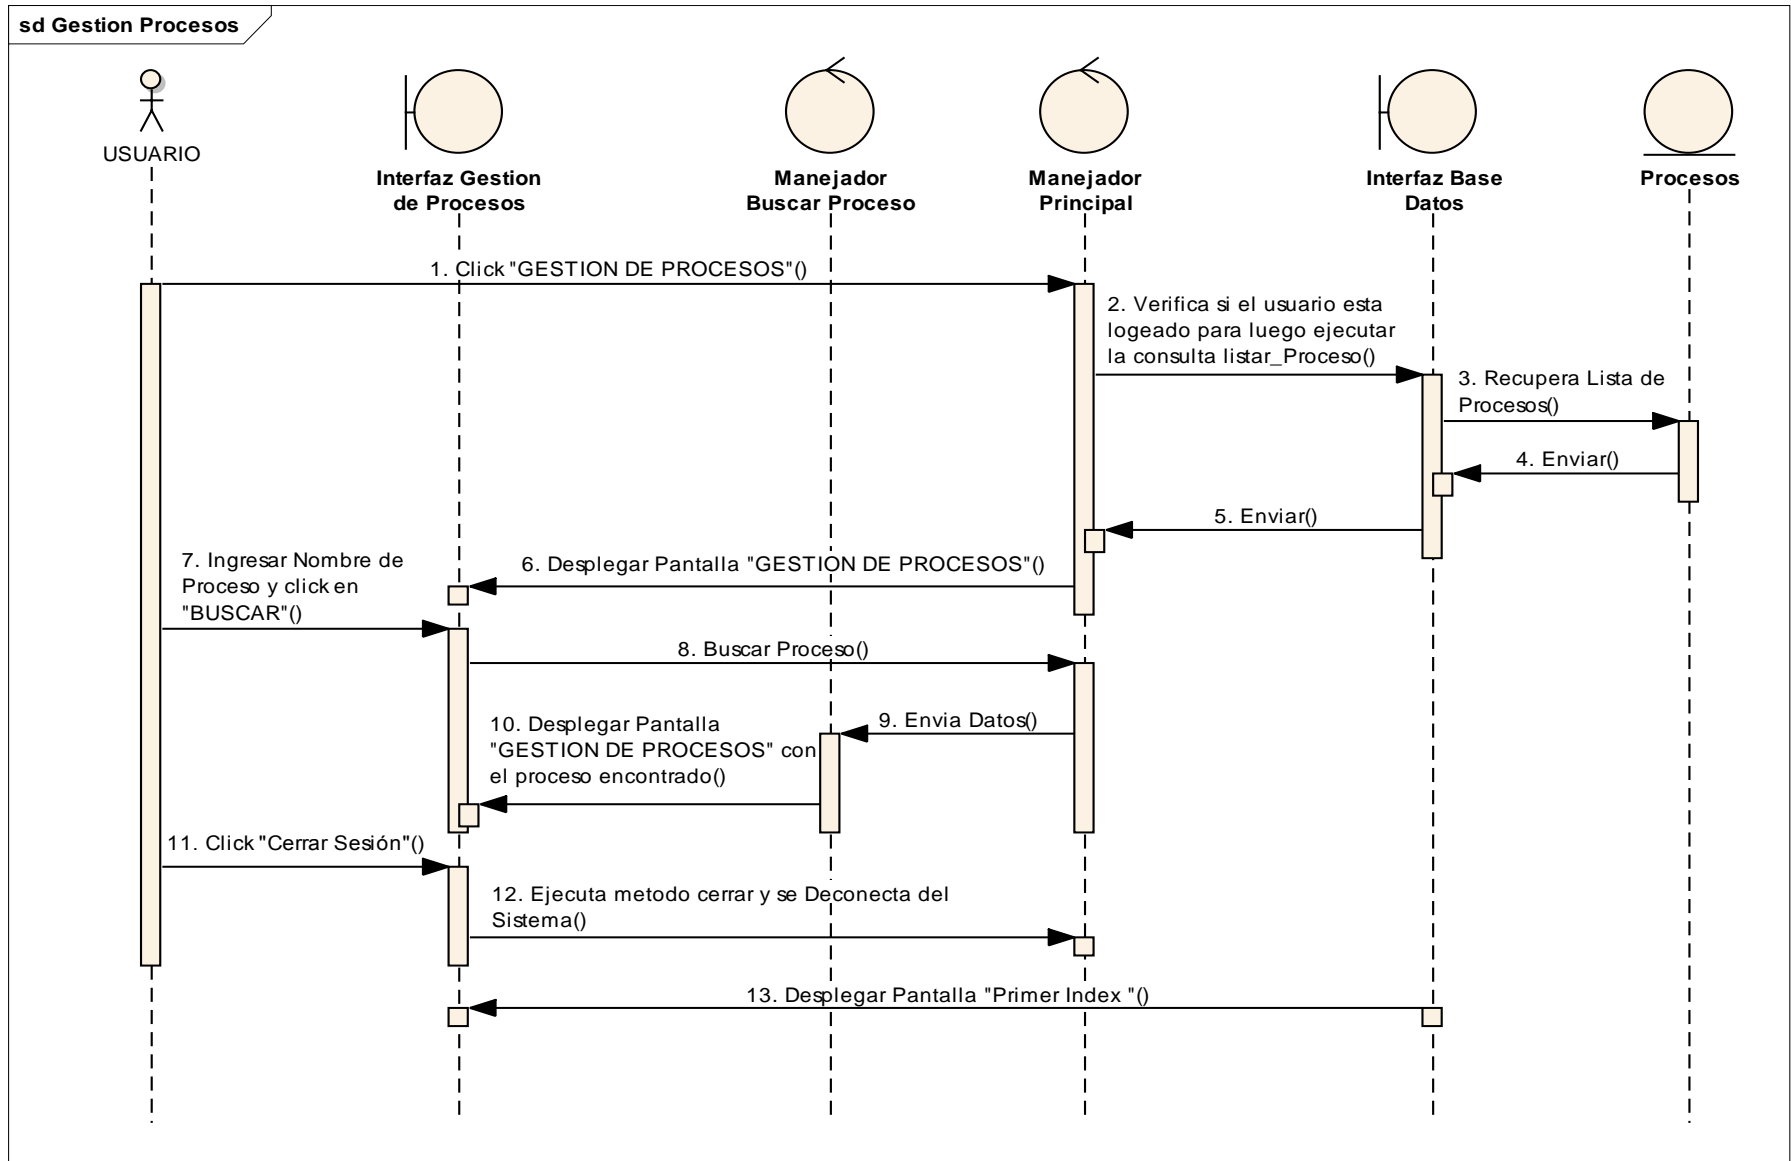 sd Gestion Procesos
USUARIO
Interfaz Gestion
de Procesos
Manejador
Buscar Proceso
Manejador
Principal
Interfaz Base
Datos
Procesos
1. Click "GESTION DE PROCESOS"()
2. Verifica si el usuario esta
logeado para luego ejecutar
la consulta listar_Proceso()
3. Recupera Lista de
Procesos()
4. Enviar()
5. Enviar()
6. Desplegar Pantalla "GESTION DE PROCESOS"()
7. Ingresar Nombre de
Proceso y click en
"BUSCAR"()
8. Buscar Proceso()
9. Envia Datos()
10. Desplegar Pantalla
"GESTION DE PROCESOS" con
el proceso encontrado()
11. Click "Cerrar Sesión"()
12. Ejecuta metodo cerrar y se Deconecta del
Sistema()
13. Desplegar Pantalla "Primer Index "()